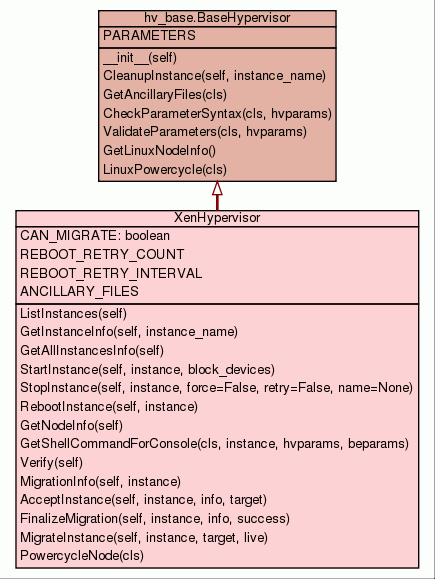 hv_base.BaseHypervisor
PARAMETERS
__init__(self)
CleanupInstance(self, instance_name)
GetAncillaryFiles(cls)
CheckParameterSyntax(cls, hvparams)
ValidateParameters(cls, hvparams)
GetLinuxNodeInfo()
LinuxPowercycle(cls)
XenHypervisor
CAN_MIGRATE: boolean
REBOOT_RETRY_COUNT
REBOOT_RETRY_INTERVAL
ANCILLARY_FILES
ListInstances(self)
GetInstanceInfo(self, instance_name)
GetAllInstancesInfo(self)
StartInstance(self, instance, block_devices)
StopInstance(self, instance, force=False, retry=False, name=None)
RebootInstance(self, instance)
GetNodeInfo(self)
GetShellCommandForConsole(cls, instance, hvparams, beparams)
Verify(self)
MigrationInfo(self, instance)
AcceptInstance(self, instance, info, target)
FinalizeMigration(self, instance, info, success)
MigrateInstance(self, instance, target, live)
PowercycleNode(cls)